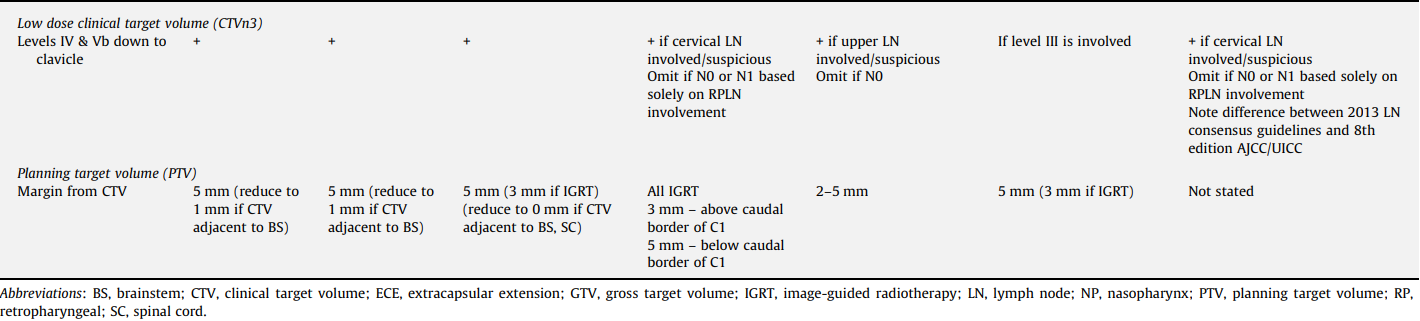 Low dose clinical target volume (CTVn3)
Levels IV & Vb down to clavicle + + + + if cervical LN involved/suspicious Omit if N0 or N1 based solely on RPLN involvement + if upper LN involved/suspicious Omit if N0 If level III is involved + if cervical LN involved/suspicious Omit if N0 or N1 based solely on RPLN involvement Note difference between 2013 LN consensus guidelines and 8th edition AJCC/UICC
Planning target volume (PTV)
Margin from CTV 5 mm (reduce to 1 mm if CTV adjacent to BS) 5 mm (reduce to 1 mm if CTV adjacent to BS) 5 mm (3 mm if IGRT) (reduce to 0 mm if CTV adjacent to BS, SC) All IGRT 3 mm – above caudal border of C1 5 mm – below caudal border of C1 2–5 mm 5 mm (3 mm if IGRT) Not stated
Abbreviations: BS, brainstem; CTV, clinical target volume; ECE, extracapsular extension; GTV, gross target volume; IGRT, image-guided radiotherapy; LN, lymph node; NP, nasopharynx; PTV, planning target volume; RP,
retropharyngeal; SC, spinal cord.